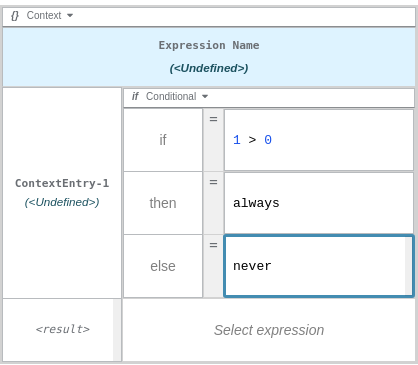 {} Context
Expression Name
(<Undefined>)
if Conditional
if = 1 > 0
ContextEntry-1
(<Undefined>)
then = always
else = never
<result>
Select expression